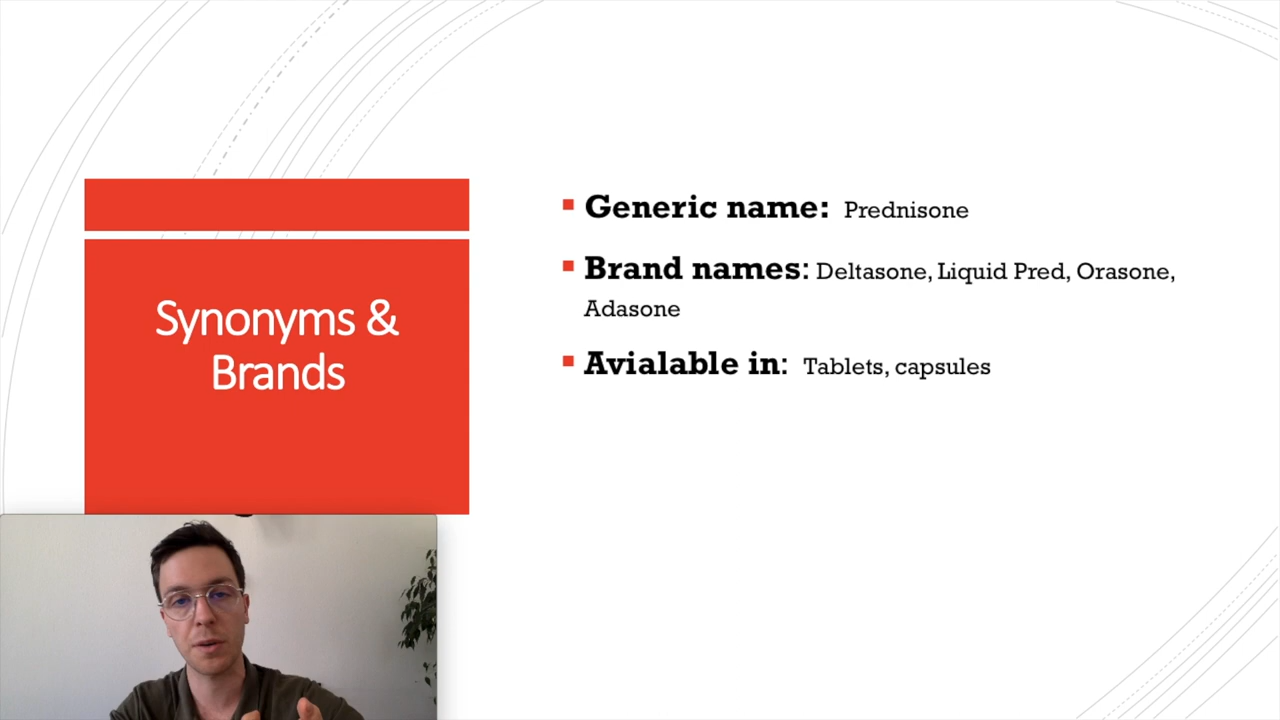 Synonyms &
Brands
Generic name: Prednisone
Brand names: Deltasone, Liquid Pred, Orasone,
Adasone
Avialable in: Tablets, capsules